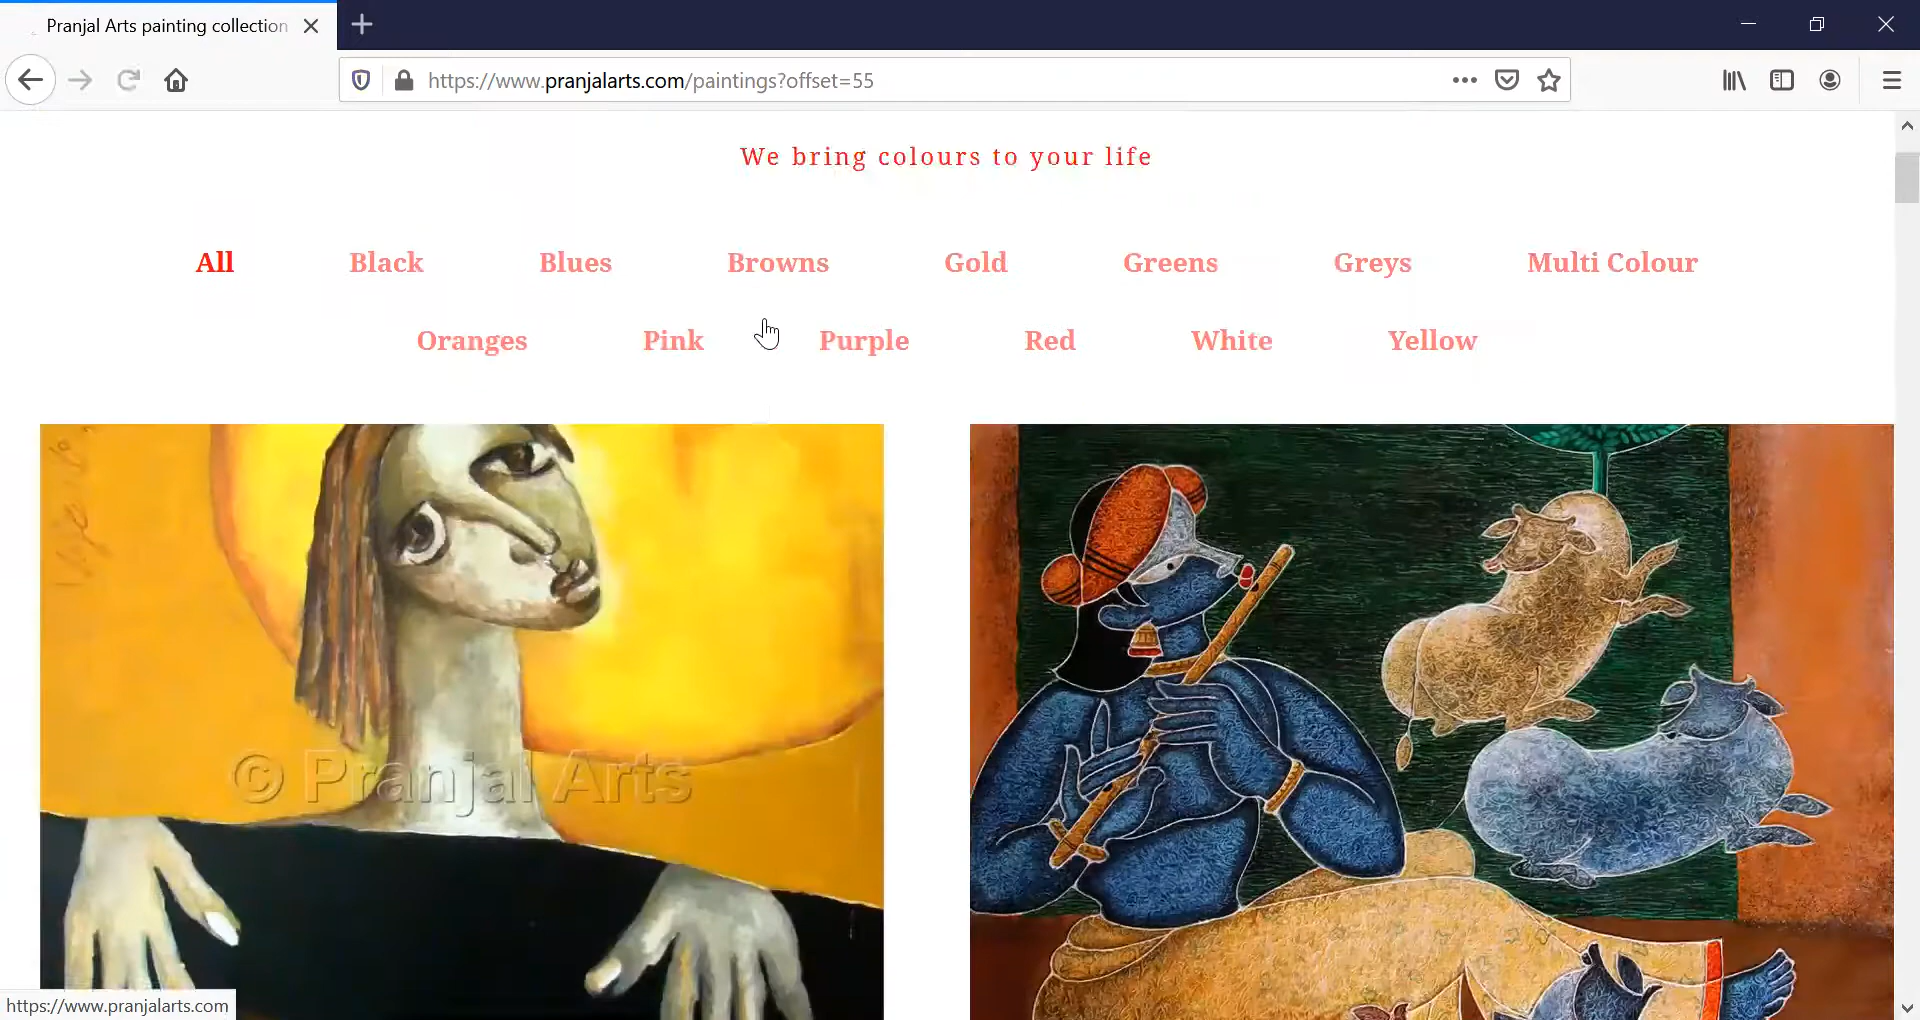 Pranjal Arts painting collection
https://www.pranjalarts.com/paintings?offset=55
We bring colours to your life
All Black Blues Browns Gold Greens Greys Multi Colour
Oranges Pink Purple Red White Yellow
© Pranjal Arts
https://www.pranjalarts.com